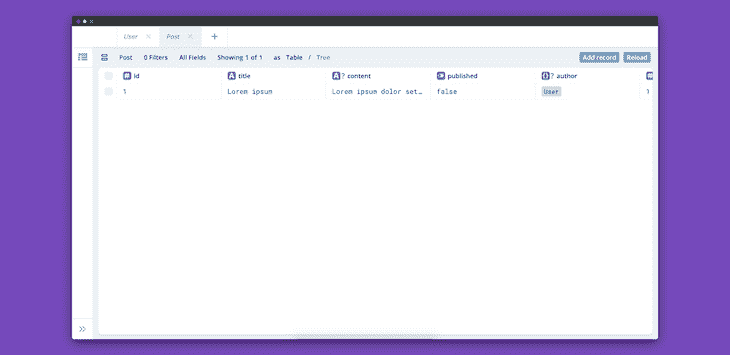 User
Post
Post 0 Filters All Fields Showing 1 of 1 as Table / True Add record Reload
# id A title A? content published {}? author #
1 Lorem ipsum Lorem ipsum dolor set… false User 1